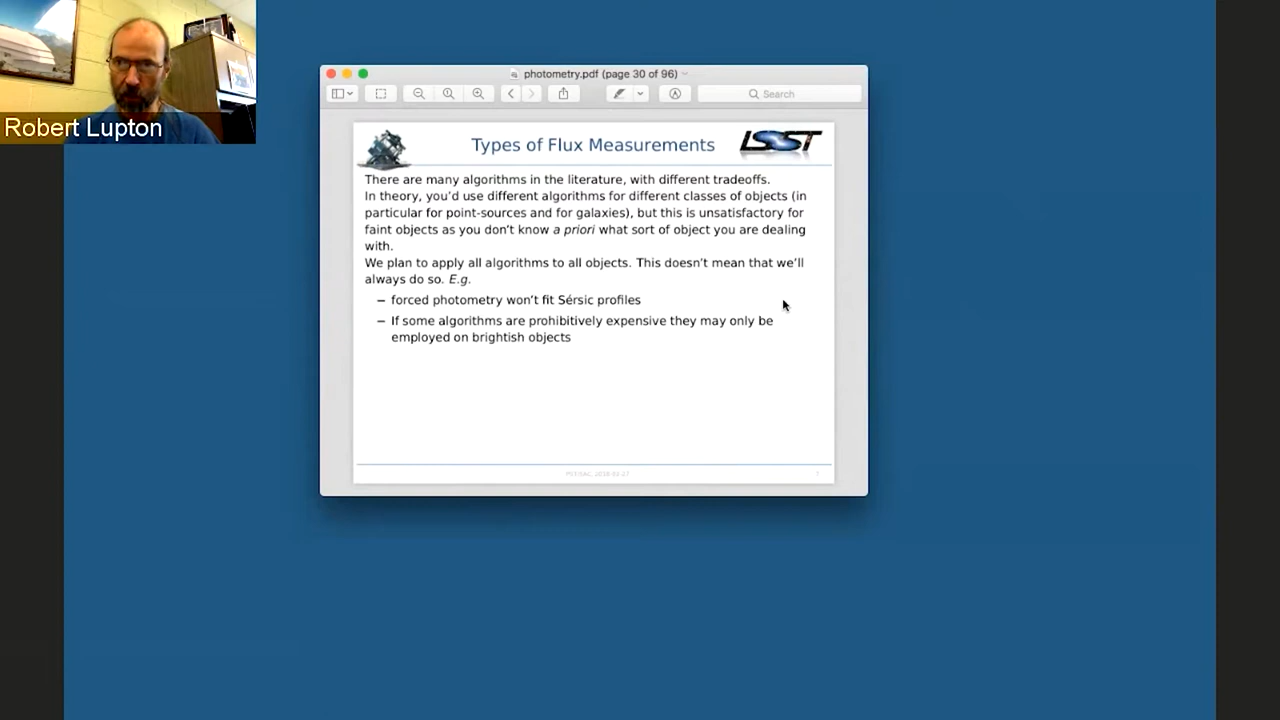 Robert Lupton
photometry.pdf (page 30 of 96)
Search
Types of Flux Measurements
LSST
There are many algorithms in the literature, with different tradeoffs.
In theory, you’d use different algorithms for different classes of objects (in
particular for point-sources and for galaxies), but this is unsatisfactory for
faint objects as you don’t know a priori what sort of object you are dealing
with.
We plan to apply all algorithms to all objects. This doesn’t mean that we’ll
always do so. E.g.
– forced photometry won’t fit Sérsic profiles
– If some algorithms are prohibitively expensive they may only be
employed on brightish objects